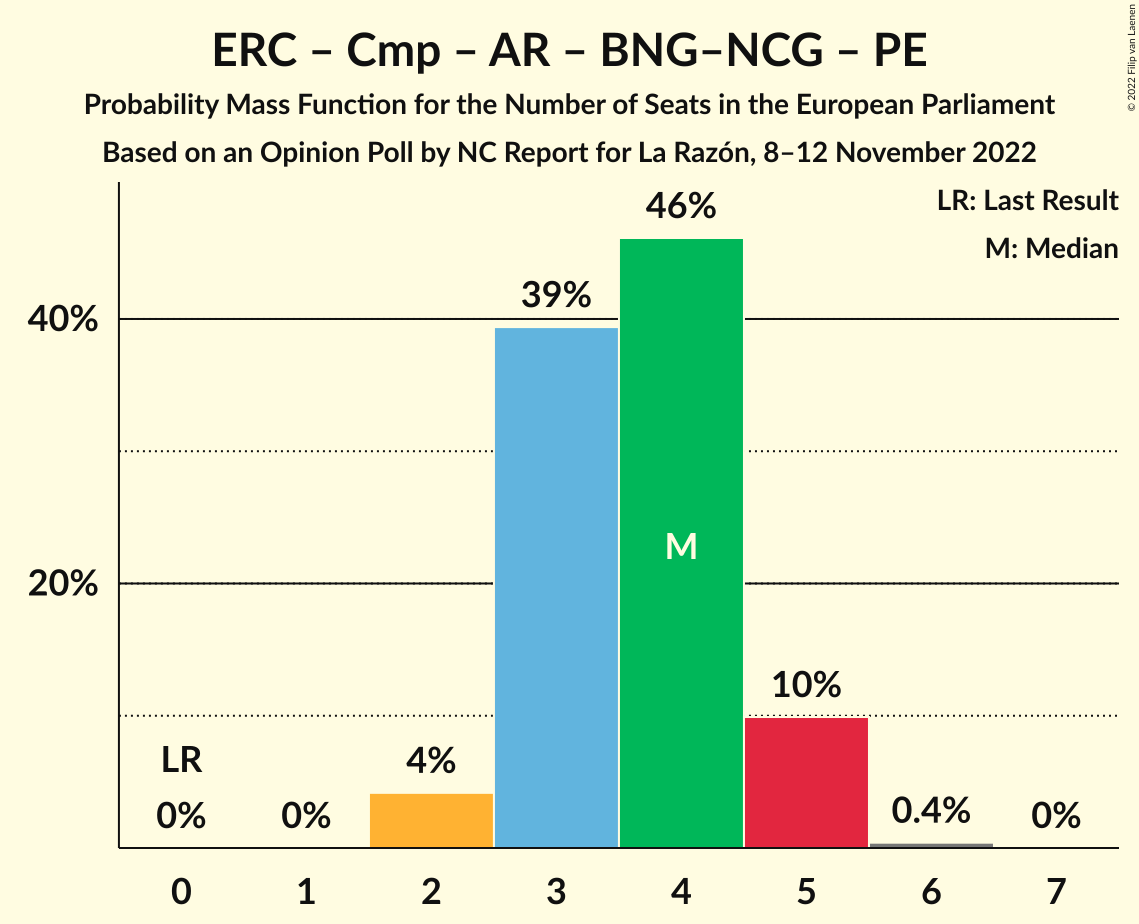 ERC – Cmp – AR – BNG–NCG – PE
Probability Mass Function for the Number of Seats in the European Parliament
Based on an Opinion Poll by NC Report for La Razón, 8–12 November 2022
© 2022 Filip van Laenen
LR: Last Result
M: Median
40%
20%
LR
0%
0%
4%
39%
46%
M
10%
0.4%
0%
0 1 2 3 4 5 6 7